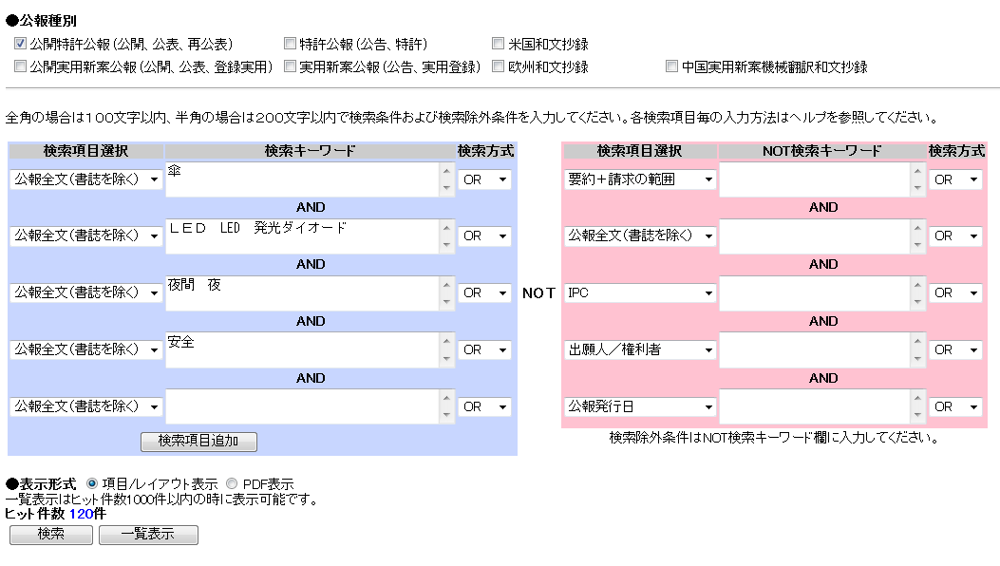 ●公報種別
公開特許公報(公開、公表、再公表) 特許公報(公告、特許) 米国和文抄録
公開実用新案公報(公開、公表、登録実用) 実用新案公報(公告、実用登録) 欧州和文抄録 中国実用新案機械翻訳和文抄録
全角の場合は１００文字以内、半角の場合は２００文字以内で検索条件および検索除外条件を入力してください。各検索項目毎の入力方法はヘルプを参照してください。
検索項目選択 検索キーワード 検索方式 検索項目選択 NOT検索キーワード 検索方式
公報全文(書誌を除く) 傘 OR 要約＋請求の範囲 OR
AND AND
公報全文(書誌を除く) ＬＥＤ　LED　発光ダイオード OR 公報全文(書誌を除く) OR
AND AND
公報全文(書誌を除く) 夜間　夜 OR NOT IPC OR
AND AND
公報全文(書誌を除く) 安全 OR 出願人／権利者 OR
AND AND
公報全文(書誌を除く) OR 公報発行日 OR
検索項目追加 検索除外条件はNOT検索キーワード欄に入力してください。
●表示形式 項目/レイアウト表示 PDF表示
一覧表示はヒット件数1000件以内の時に表示可能です。
ヒット件数 120件
検索 一覧表示